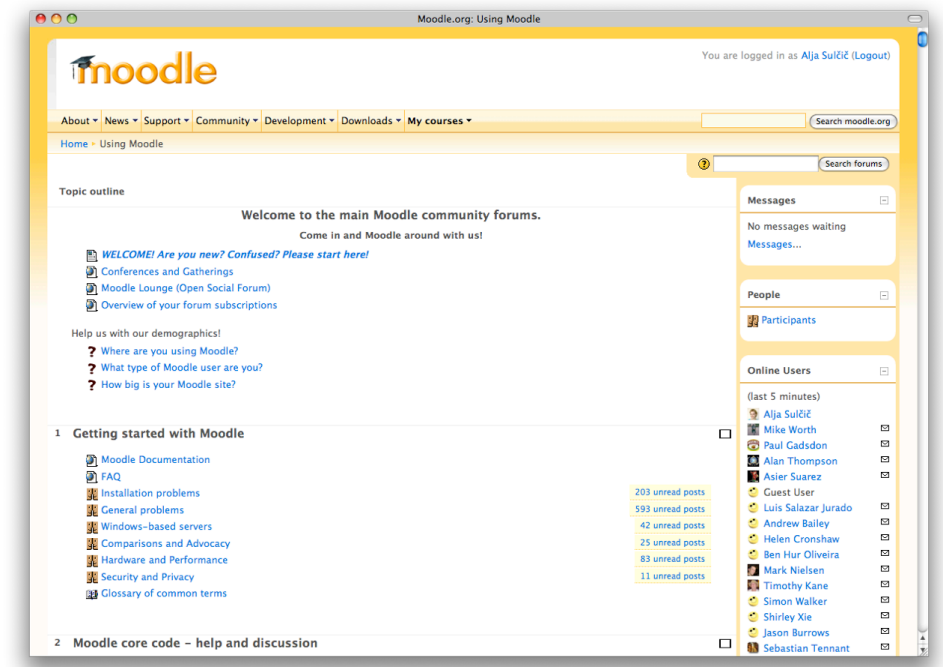 Moodle.org: Using Moodle
moodle
You are logged in as Alja Sulčič (Logout)
About News Support Community Development Downloads My courses
Search moodle.org
Home Using Moodle
? Search forums
Topic outline
Welcome to the main Moodle community forums.
Come in and Moodle around with us!
WELCOME! Are you new? Confused? Please start here!
Conferences and Gatherings
Moodle Lounge (Open Social Forum)
Overview of your forum subscriptions
Help us with our demographics!
? Where are you using Moodle?
? What type of Moodle user are you?
? How big is your Moodle site?
1 Getting started with Moodle
Moodle Documentation
FAQ
Installation problems 203 unread posts
General problems 593 unread posts
Windows-based servers 42 unread posts
Comparisons and Advocacy 25 unread posts
Hardware and Performance 83 unread posts
Security and Privacy 11 unread posts
Glossary of common terms
2 Moodle core code – help and discussion
Messages
No messages waiting
Messages...
People
Participants
Online Users
(last 5 minutes)
Alja Sulčič
Mike Worth
Paul Gadsdon
Alan Thompson
Asier Suarez
Guest User
Luis Salazar Jurado
Andrew Bailey
Helen Cronshaw
Ben Hur Oliveira
Mark Nielsen
Timothy Kane
Simon Walker
Shirley Xie
Jason Burrows
Sebastian Tennant